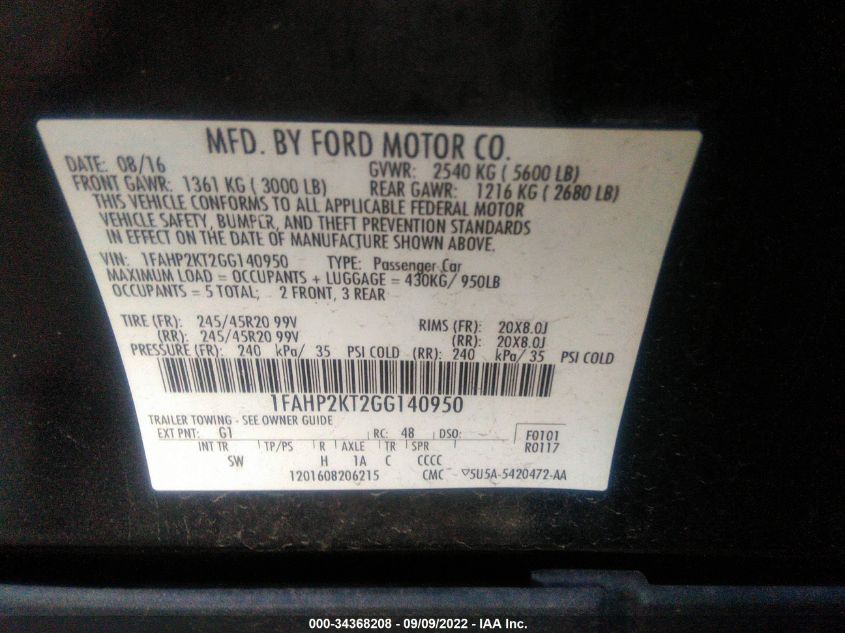 MFD. BY FORD MOTOR CO.
DATE: 08/16 GVWR: 2540 KG ( 5600 LB)
FRONT GAWR: 1361 KG ( 3000 LB) REAR GAWR: 1216 KG ( 2680 LB)
THIS VEHICLE CONFORMS TO ALL APPLICABLE FEDERAL MOTOR
VEHICLE SAFETY, BUMPER, AND THEFT PREVENTION STANDARDS
IN EFFECT ON THE DATE OF MANUFACTURE SHOWN ABOVE.
VIN: 1FAHP2KT2GG140950 TYPE: Passenger Car
MAXIMUM LOAD = OCCUPANTS + LUGGAGE = 430KG/ 950LB
OCCUPANTS = 5 TOTAL; 2 FRONT, 3 REAR
TIRE (FR): 245/45R20 99V RIMS (FR): 20X8.0J
(RR): 245/45R20 99V (RR): 20X8.0J
PRESSURE (FR): 240 kPa/ 35 PSI COLD (RR): 240 kPa/ 35 PSI COLD
1FAHP2KT2GG140950
TRAILER TOWING - SEE OWNER GUIDE
EXT PNT: G1 RC: 48 DSO: F0101
INT TR TP/PS R AXLE TR SPR R0117
SW H 1A C CCCC
1201608206215 CMC ▽5U5A-5420472-AA
000-34368208 - 09/09/2022 - IAA Inc.